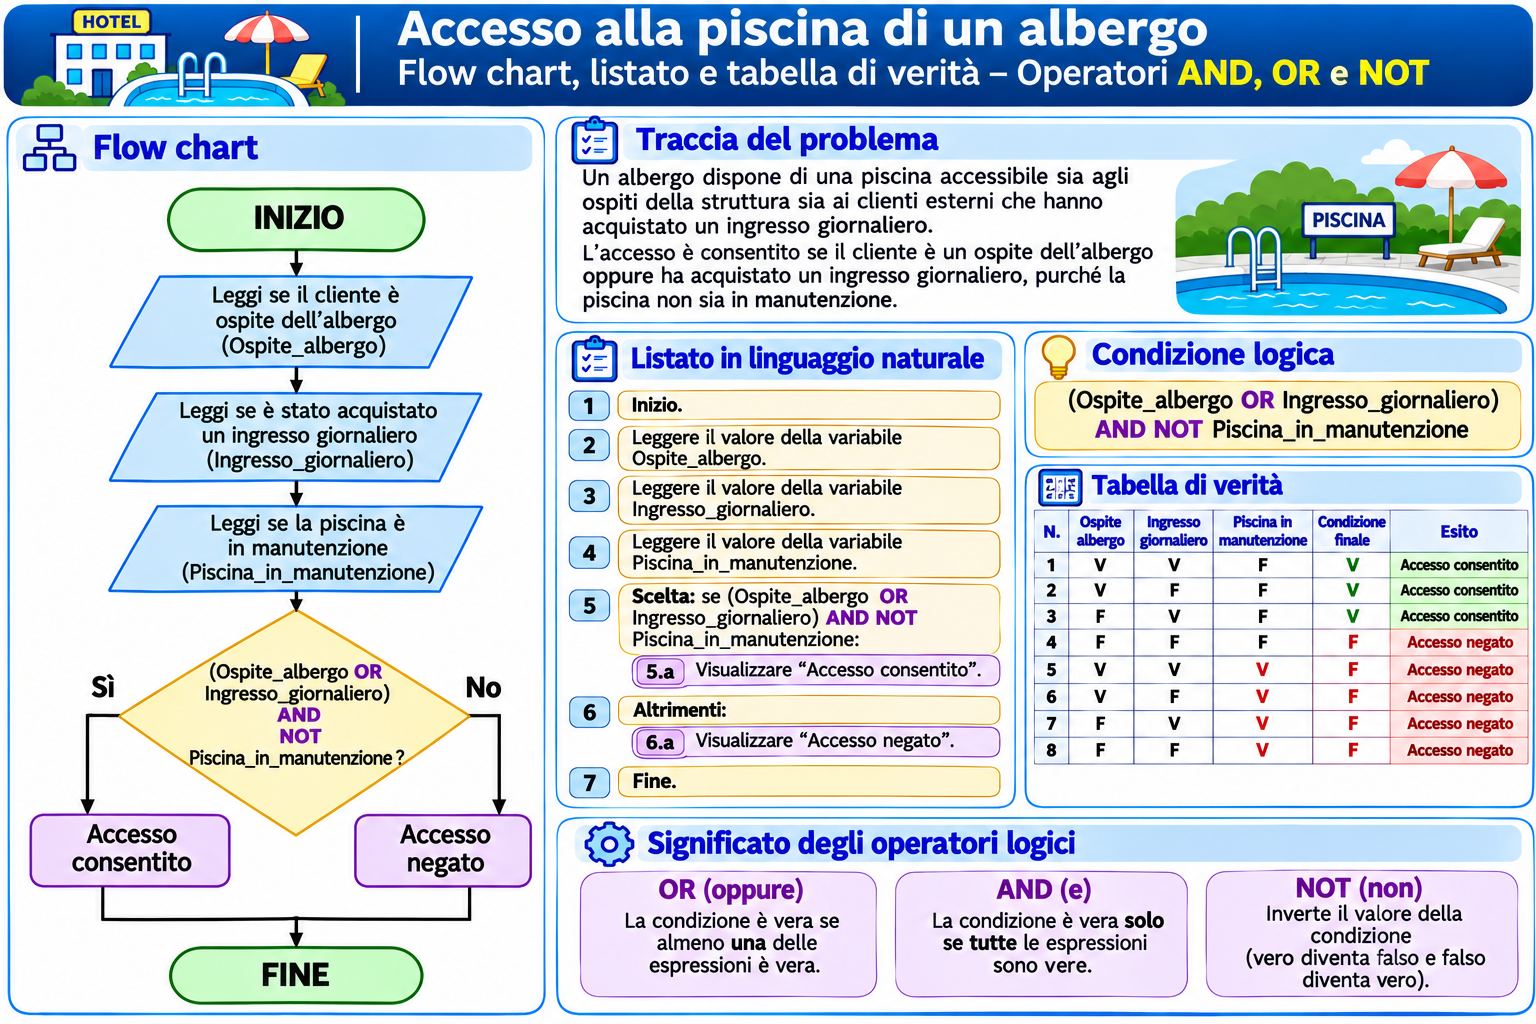 HOTEL
Accesso alla piscina di un albergo
Flow chart, listato e tabella di verità – Operatori AND, OR e NOT
Flow chart
INIZIO
Leggi se il cliente è
ospite dell'albergo
(Ospite_albergo)
Leggi se è stato acquistato
un ingresso giornaliero
(Ingresso_giornaliero)
Leggi se la piscina è
in manutenzione
(Piscina_in_manutenzione)
(Ospite_albergo OR
Ingresso_giornaliero)
AND
NOT
Piscina_in_manutenzione?
Sì
No
Accesso
consentito
Accesso
negato
FINE
Traccia del problema
Un albergo dispone di una piscina accessibile sia agli
ospiti della struttura sia ai clienti esterni che hanno
acquistato un ingresso giornaliero.
L'accesso è consentito se il cliente è un ospite dell'albergo
oppure ha acquistato un ingresso giornaliero, purché la
piscina non sia in manutenzione.
PISCINA
Listato in linguaggio naturale
1 Inizio.
2 Leggere il valore della variabile
Ospite_albergo.
3 Leggere il valore della variabile
Ingresso_giornaliero.
4 Leggere il valore della variabile
Piscina_in_manutenzione.
5 Scelta: se (Ospite_albergo OR
Ingresso_giornaliero) AND NOT
Piscina_in_manutenzione:
5.a Visualizzare “Accesso consentito”.
6 Altrimenti:
6.a Visualizzare “Accesso negato”.
7 Fine.
Condizione logica
(Ospite_albergo OR Ingresso_giornaliero)
AND NOT Piscina_in_manutenzione
Tabella di verità
N. Ospite albergo Ingresso giornaliero Piscina in manutenzione Condizione finale Esito
1 V V F V Accesso consentito
2 V F F V Accesso consentito
3 F V F V Accesso consentito
4 F F F F Accesso negato
5 V V V F Accesso negato
6 V F V F Accesso negato
7 F V V F Accesso negato
8 F F V F Accesso negato
Significato degli operatori logici
OR (oppure)
La condizione è vera se
almeno una delle
espressioni è vera.
AND (e)
La condizione è vera solo
se tutte le espressioni
sono vere.
NOT (non)
Inverte il valore della
condizione
(vero diventa falso e falso
diventa vero).